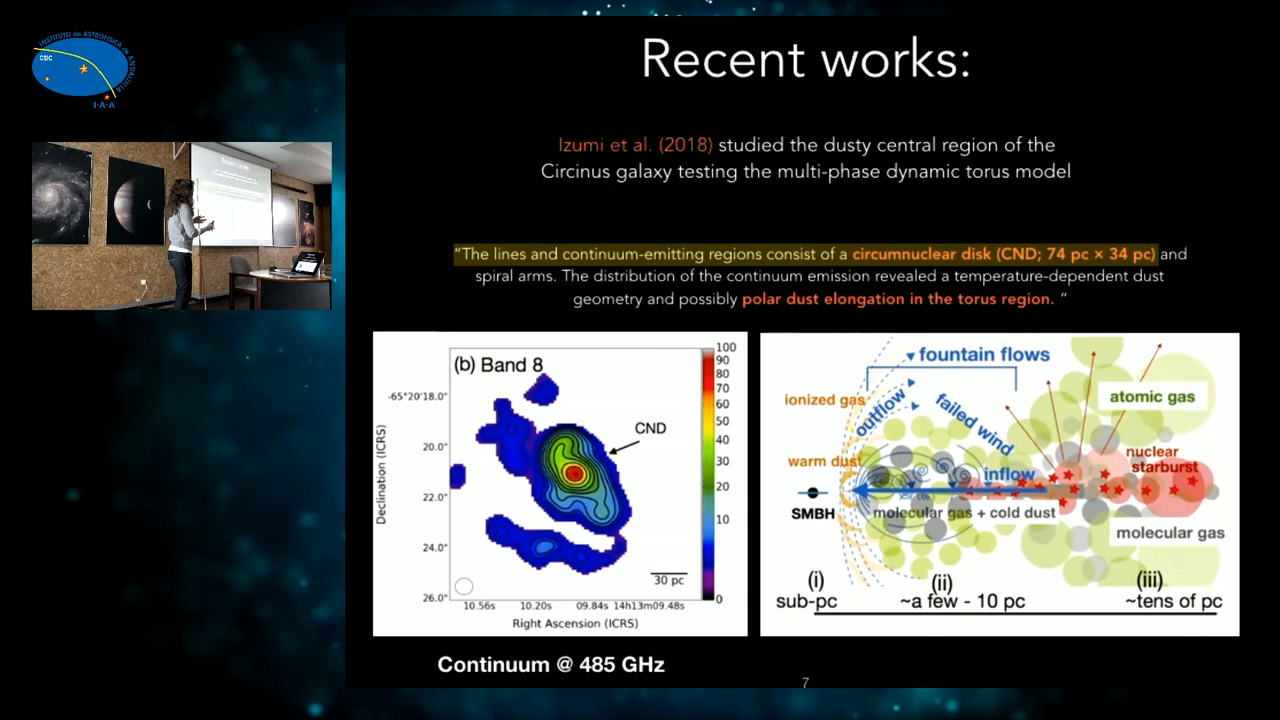 INSTITUTO de ASTROFISICA de ANDALUCIA
CSIC
I·A·A
Recent works:
Izumi et al. (2018) studied the dusty central region of the
Circinus galaxy testing the multi-phase dynamic torus model
“The lines and continuum-emitting regions consist of a circumnuclear disk (CND; 74 pc × 34 pc) and
spiral arms. The distribution of the continuum emission revealed a temperature-dependent dust
geometry and possibly polar dust elongation in the torus region. ”
(b) Band 8
CND
30 pc
Declination (ICRS)
-65°20'18.0"
20.0"
22.0"
24.0"
26.0"
10.56s 10.20s 09.84s 14h13m09.48s
Right Ascension (ICRS)
100
90
80
70
60
50
40
30
20
10
0
Continuum @ 485 GHz
fountain flows
ionized gas
outflow
failed wind
atomic gas
warm dust
inflow
nuclear
starburst
SMBH
molecular gas + cold dust
molecular gas
(i)
(ii)
(iii)
sub-pc
~a few - 10 pc
~tens of pc
7